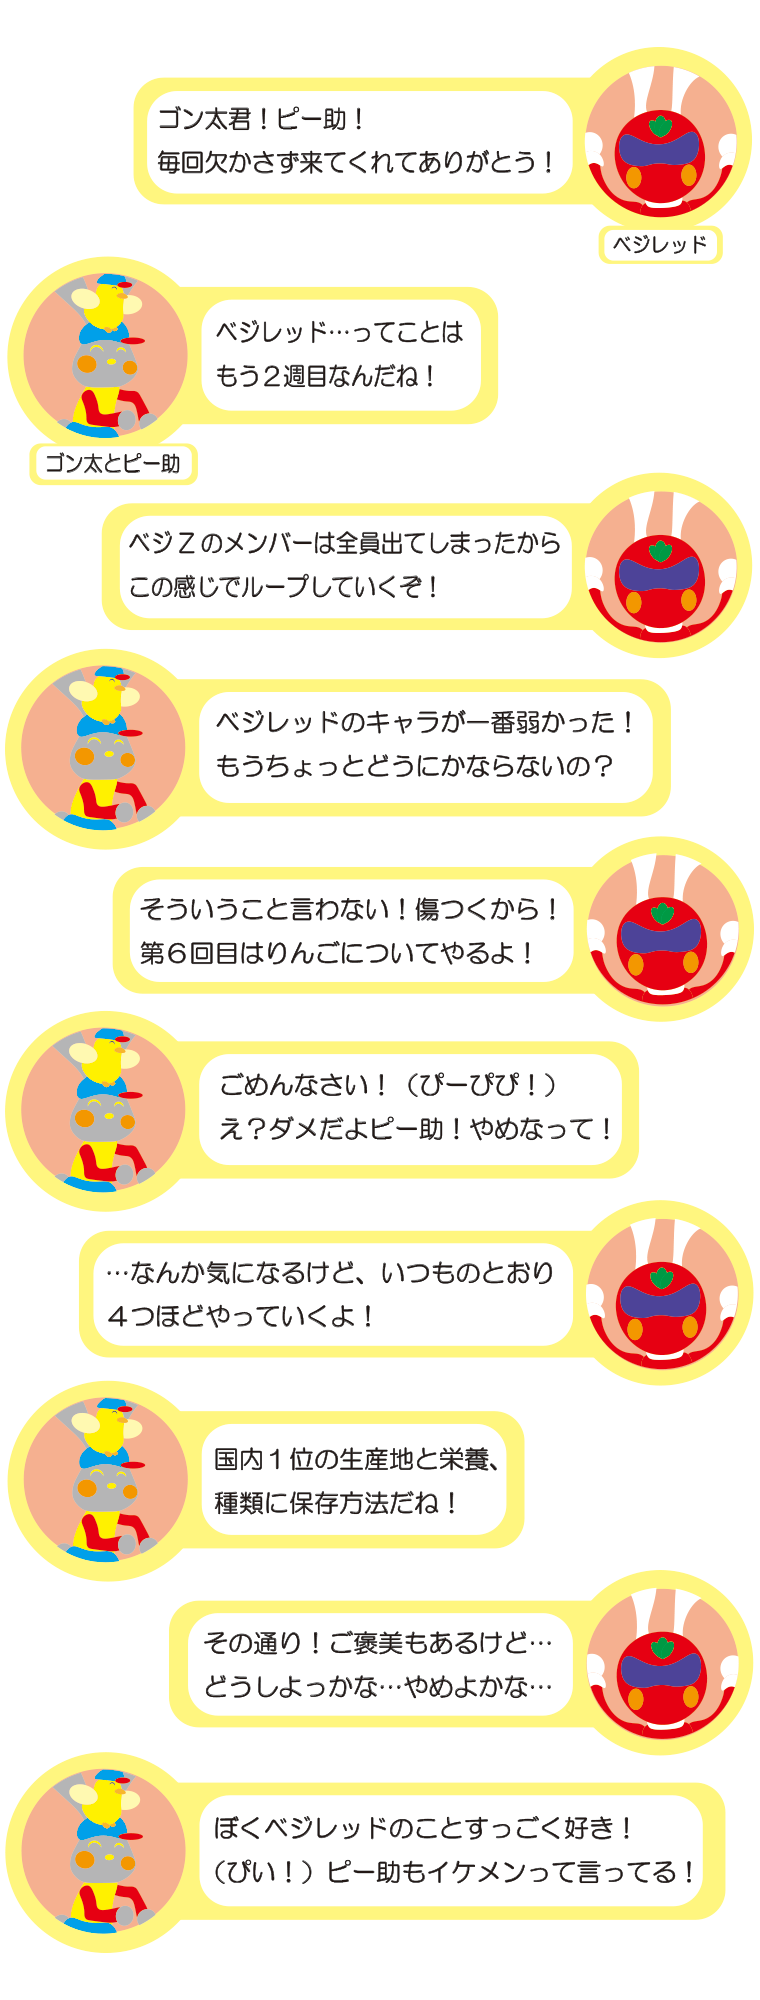 ゴン太君！ピー助！
毎回欠かさず来てくれてありがとう！
ベジレッド
ベジレッド…ってことは
もう２週目なんだね！
ゴン太とピー助
ベジＺのメンバーは全員出てしまったから
この感じでループしていくぞ！
ベジレッドのキャラが一番弱かった！
もうちょっとどうにかならないの？
そういうこと言わない！傷つくから！
第６回目はりんごについてやるよ！
ごめんなさい！（ぴーぴぴ！）
え？ダメだよピー助！やめなって！
…なんか気になるけど、いつものとおり
４つほどやっていくよ！
国内１位の生産地と栄養、
種類に保存方法だね！
その通り！ご褒美もあるけど…
どうしよっかな…やめよかな…
ぼくベジレッドのことすっごく好き！
（ぴい！）ピー助もイケメンって言ってる！